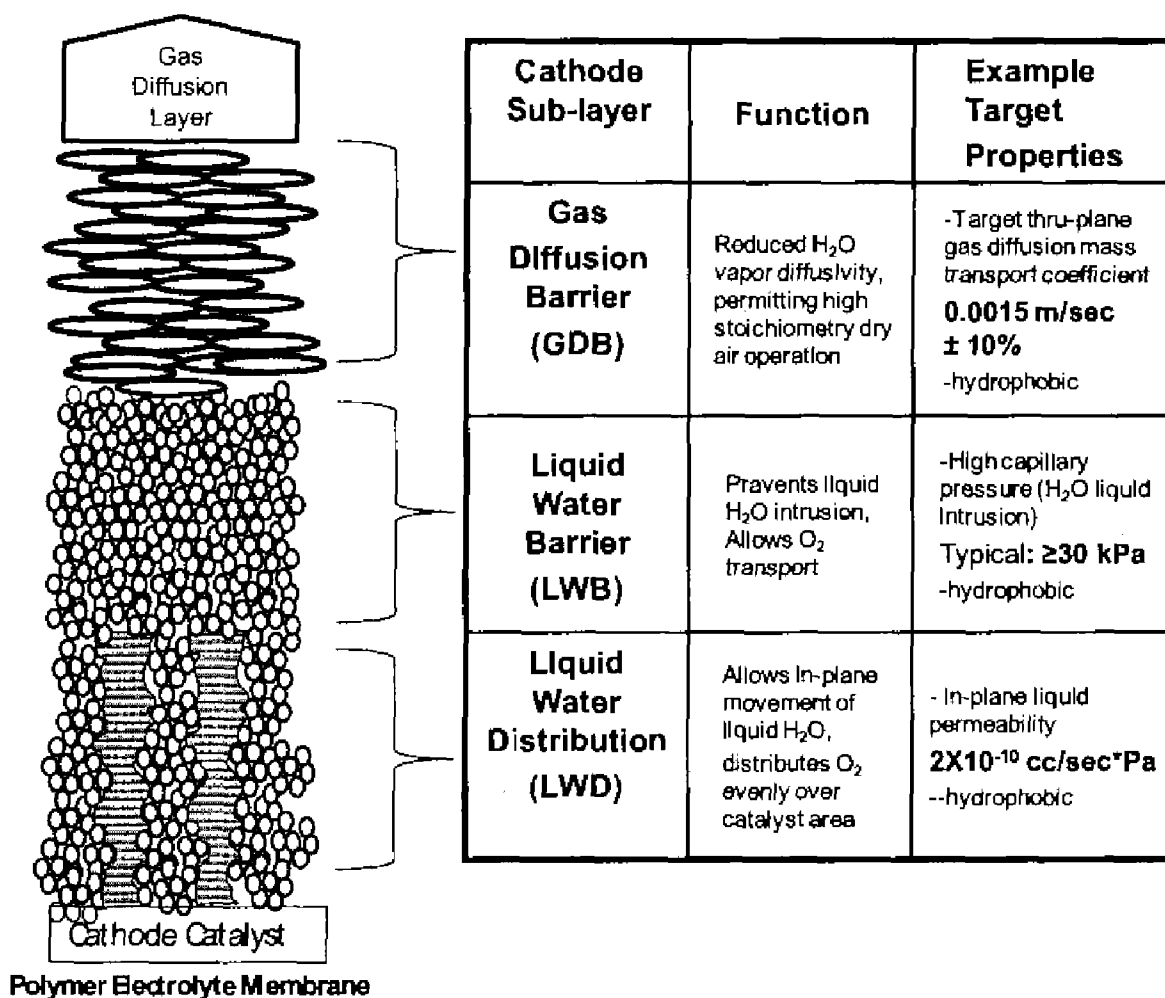 Gas
Diffusion
Layer
Cathode
Sub-layer
Function
Example
Target
Properties
Gas
Diffusion
Barrier
(GDB)
Reduced H₂O
vapor diffusivity,
permitting high
stoichiometry dry
air operation
-Target thru-plane
gas diffusion mass
transport coefficient
0.0015 m/sec
± 10%
-hydrophobic
Liquid
Water
Barrier
(LWB)
Pravents liquid
H₂O intrusion,
Allows O₂
transport
-High capillary
pressure (H₂O liquid
Intrusion)
Typical: ≥30 kPa
-hydrophobic
Liquid
Water
Distribution
(LWD)
Allows In-plane
movement of
liquid H₂O,
distributes O₂
evenly over
catalyst area
- In-plane liquid
permeability
2X10⁻¹⁰ cc/sec*Pa
--hydrophobic
Cathode Catalyst
Polymer Electrolyte Membrane